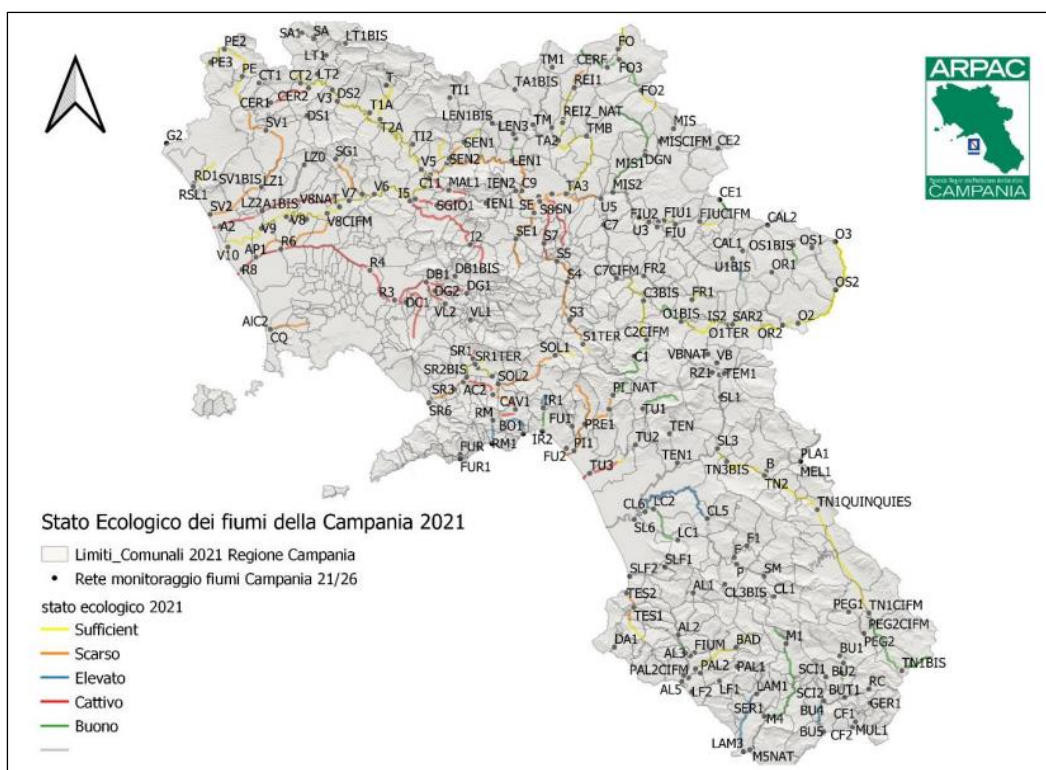 PE2
SA1
SA
LT1BIS
PE3
LT1
PE
CT1
CT2
LT2
T
TM1
CERF
FO
FO3
CER1
CER2
V3
DS2
TI1
TA1BIS
REI1
FO2
SV1
DS1
T1A
T2A
LEN1BIS
LEN3
TM
REI2_NAT
TMB
MIS
G2
SG1
TI2
SEN1
TA2
MISCIFM
CE2
RD1
LZ0
V5
SEN2
LEN1
MIS1
DGN
RSL1
SV1BIS
LZ1
V7
V6
C11
MAL1
IEN2
C9
TA3
MIS2
CE1
SV2
LZ2A1BIS
V8NAT
I5
SGIO1
IEN1
SE
S8SN
U5
A2
V8
V8CIFM
C7
FIU2
FIU1
FIUCIFM
CAL2
V9
U3
FIU
V10
AP1
R6
I2
SE1
S7
CAL1
OS1BIS
OS1
O3
R8
R4
DB1
DB1BIS
S5
S4
C7CIFM
FR2
U1BIS
OR1
R3
DC1
DG2
DG1
C3BIS
FR1
OS2
VL2
VL1
S3
O1BIS
IS2
SAR2
O2
AIC2
CQ
C2CIFM
O1TER
OR2
SR1
SR1TER
SOL1
S1TER
C1
VBNAT
VB
SR2BIS
SOL2
RZ1
TEM1
SR3
AC2
PI_NAT
SL1
SR6
CAV1
IR1
TU1
RM
BO1
FU1
PRE1
RM1
IR2
TU2
TEN
FUR
FU2
PI1
TEN1
SL3
FUR1
TU3
TN3BIS
B
PLA1
TN2
MEL1
CL6
LC2
CL5
TN1QUINQUIES
SL6
LC1
F1
F
SLF1
P
SM
SLF2
AL1
CL3BIS
CL1
TES2
TES1
PEG1
TN1CIFM
PEG2CIFM
AL2
DA1
FIUM
BAD
M1
PEG2
AL3
BU1
PAL2CIFM
PAL2
PAL1
SCI1
BU2
TN1BIS
AL5
LF2
LF1
LAM1
SCI2
BUT1
RC
SER1
BU4
GER1
M4
CF1
BU5
CF2
MUL1
LAM3
M5NAT
ARPAC
CAMPANIA
Stato Ecologico dei fiumi della Campania 2021
Limiti_Comunali 2021 Regione Campania
Rete monitoraggio fiumi Campania 21/26
stato ecologico 2021
Sufficient
Scarso
Elevato
Cattivo
Buono